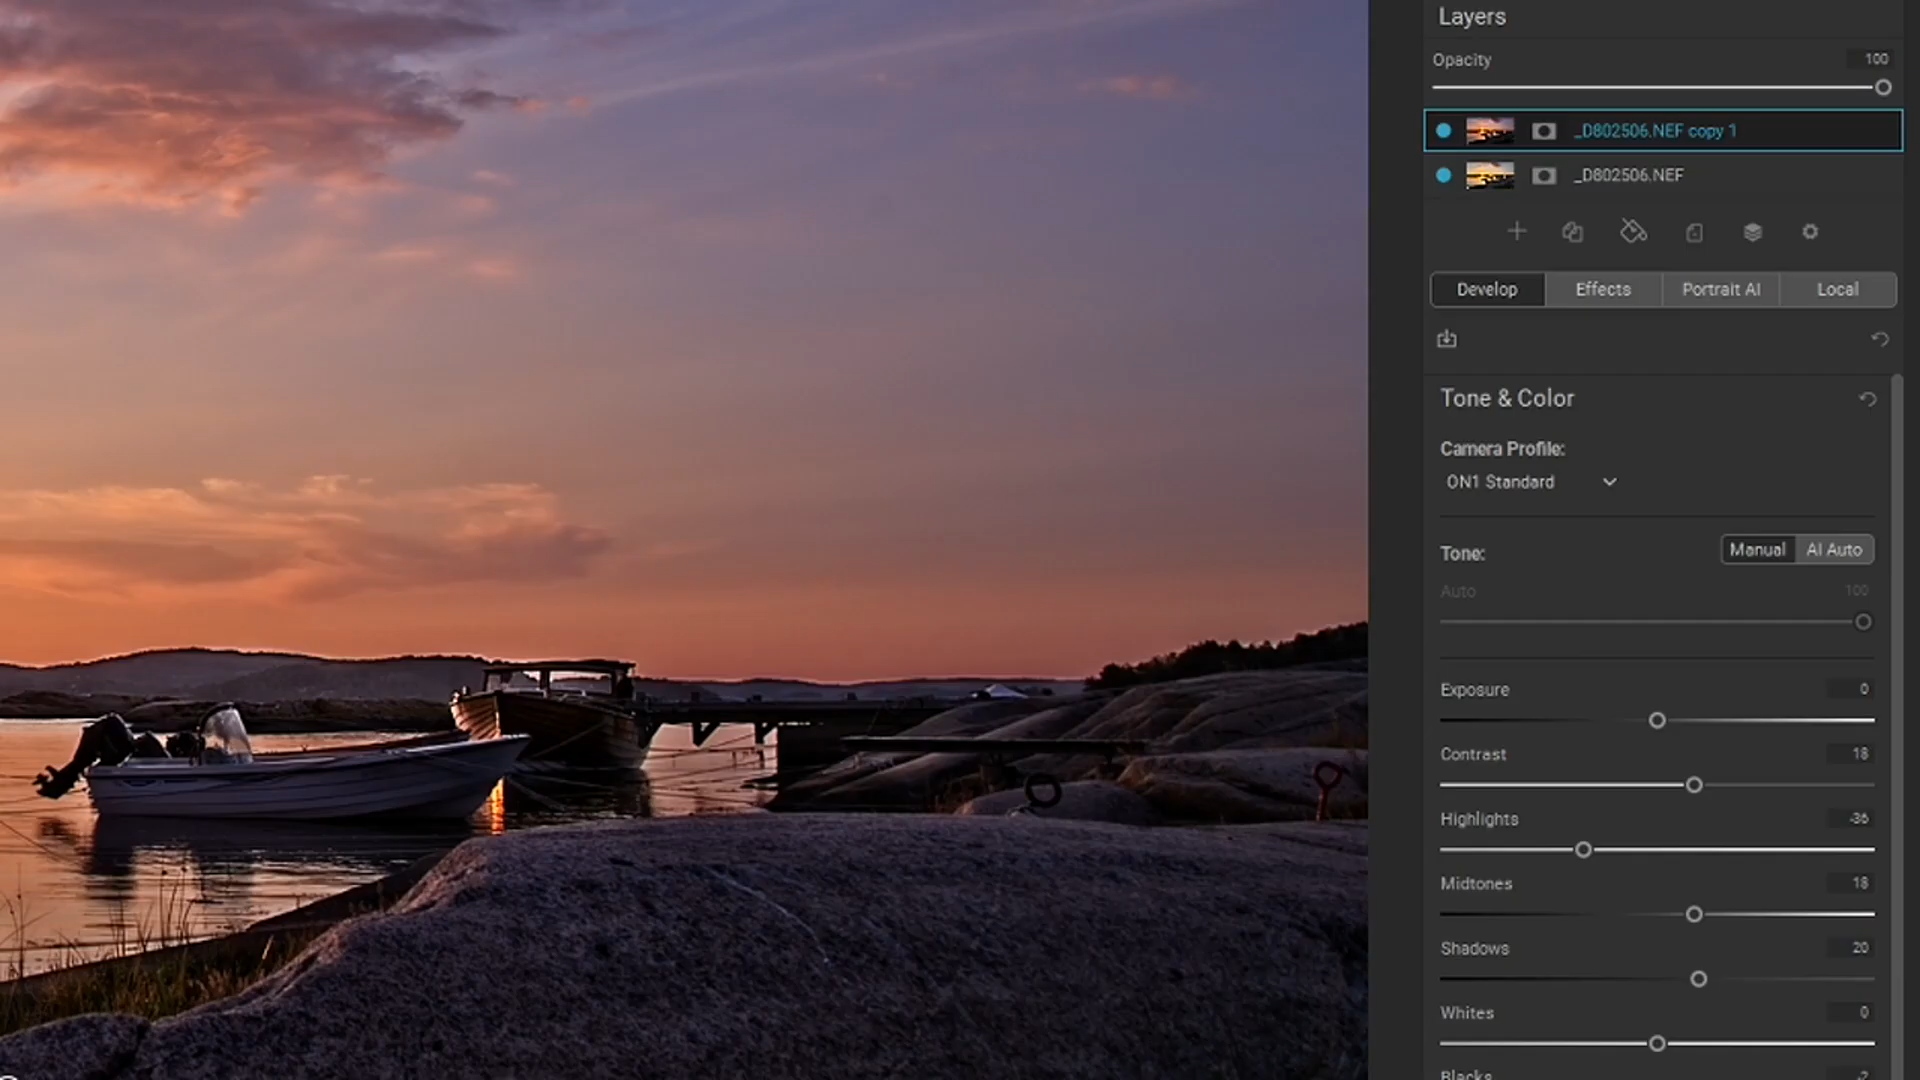 Layers
Opacity 100
_D802506.NEF copy 1
_D802506.NEF
Develop Effects Portrait AI Local
Tone & Color
Camera Profile:
ON1 Standard
Tone: Manual AI Auto
Auto 100
Exposure 0
Contrast 18
Highlights -36
Midtones 18
Shadows 20
Whites 0
Blacks -2